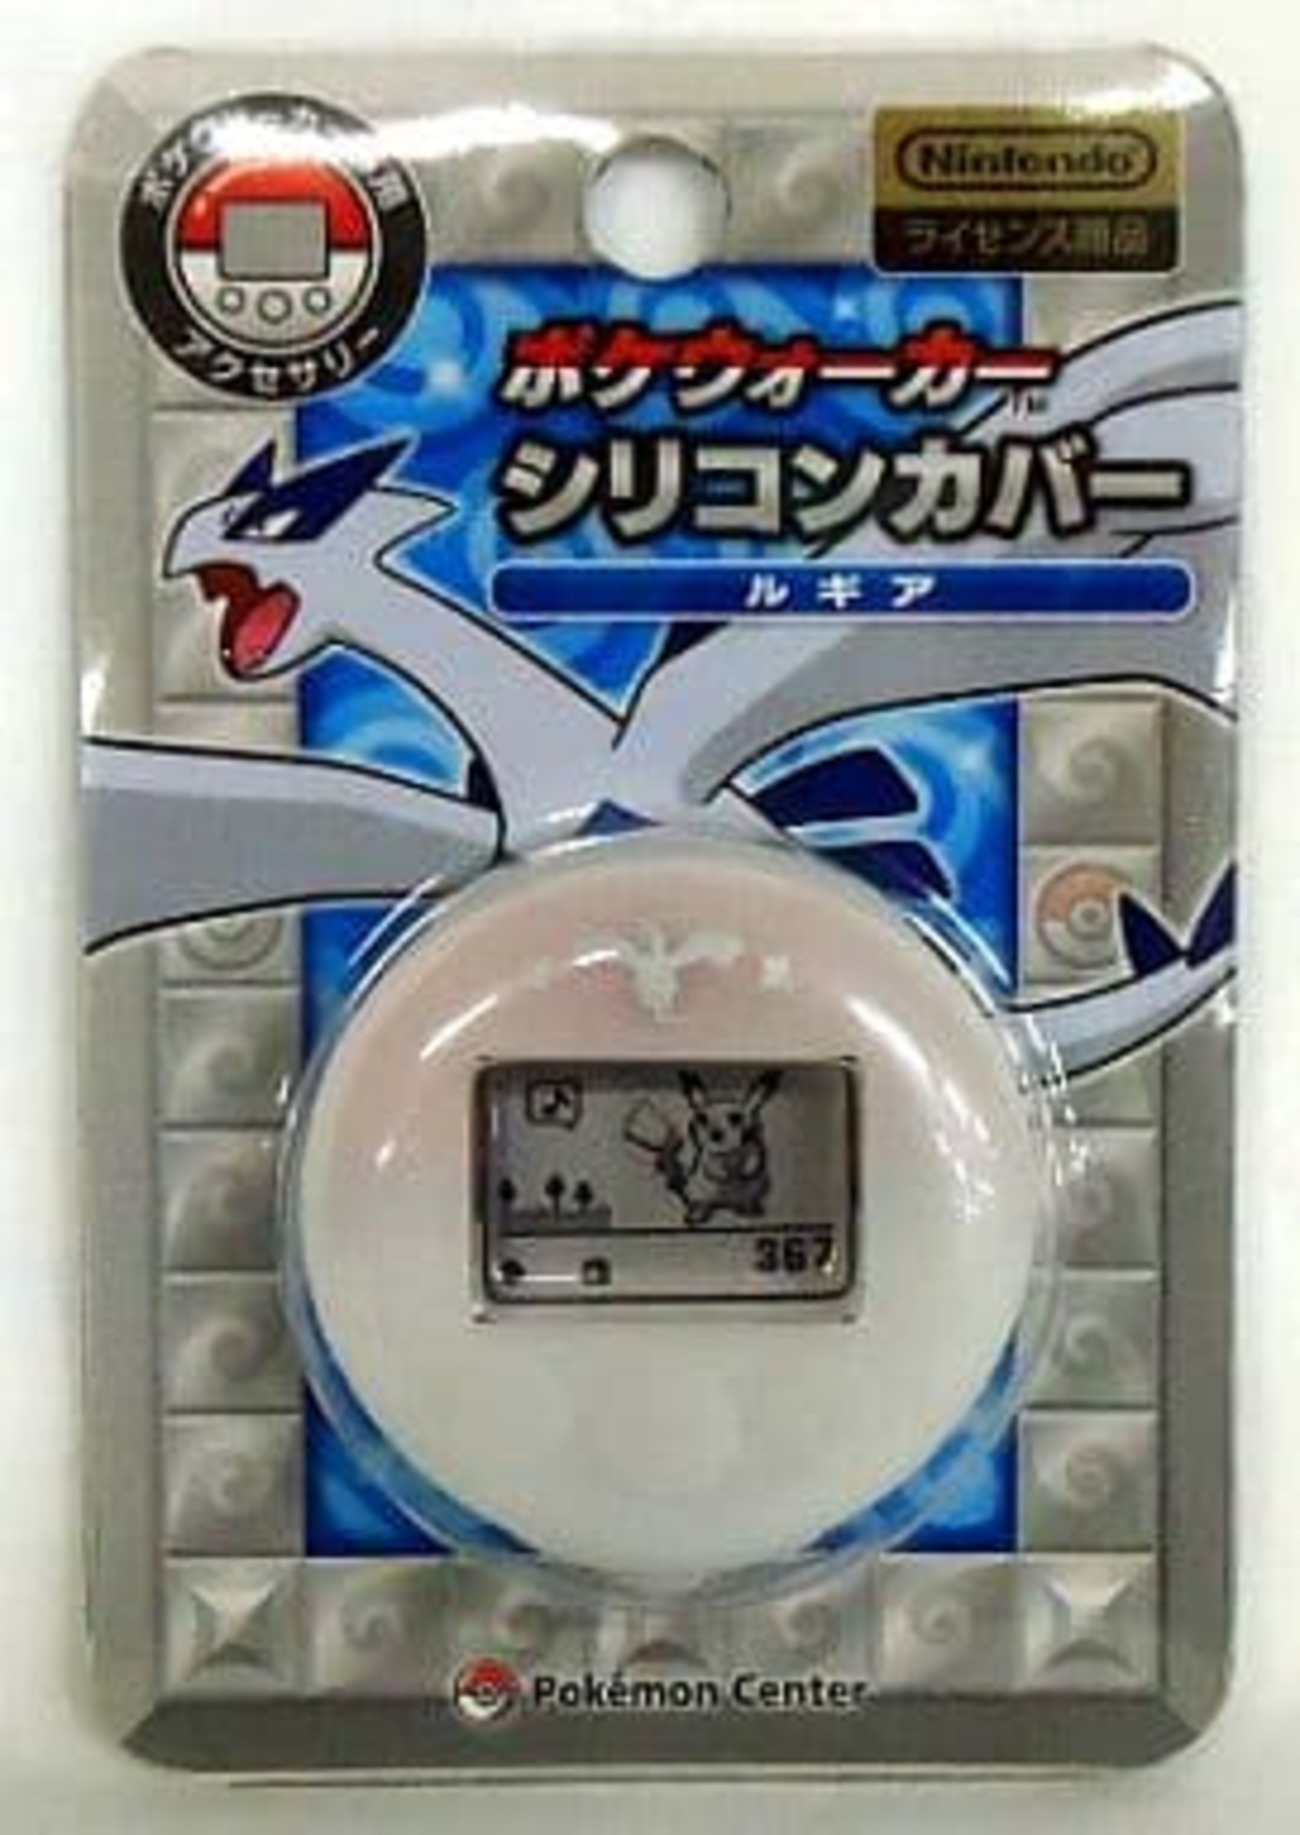 アクセサリー
Nintendo
ライセンス商品
ポケウォーカー
シリコンカバー
ルギア
367
Pokémon Center